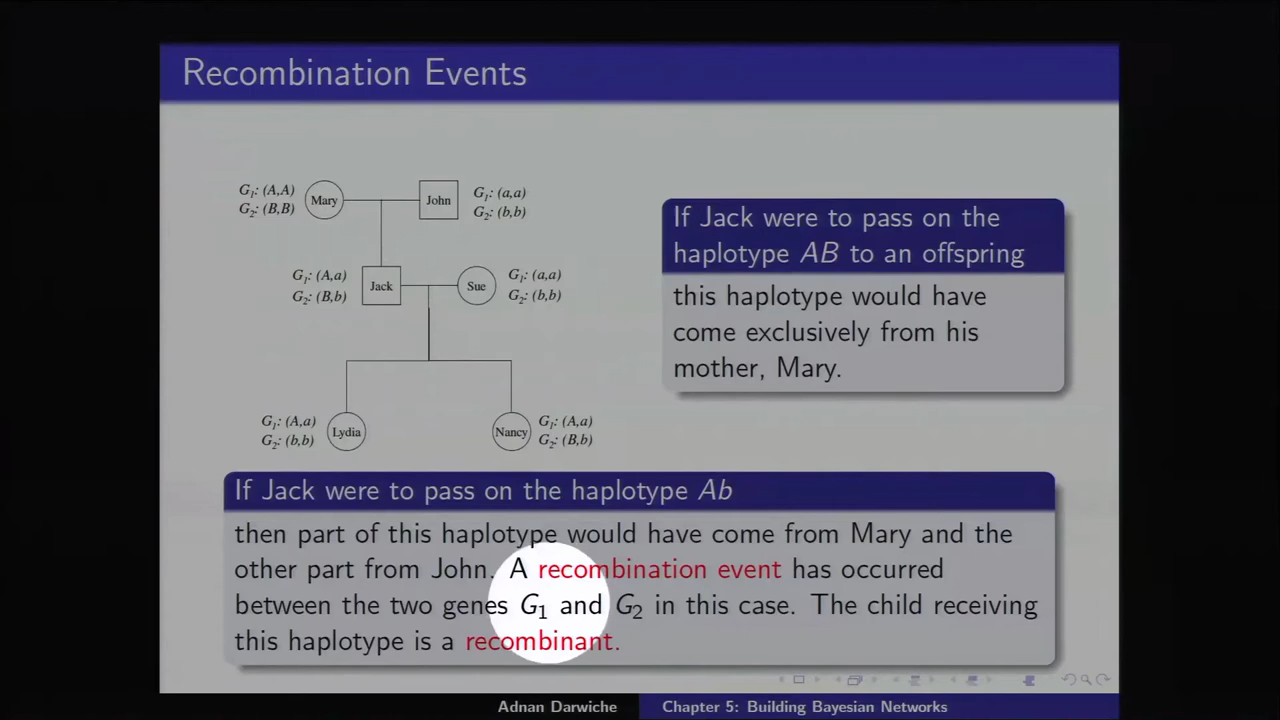 Recombination Events
G1: (A,A)
G2: (B,B)
Mary
John
G1: (a,a)
G2: (b,b)
G1: (A,a)
G2: (B,b)
Jack
Sue
G1: (a,a)
G2: (b,b)
G1: (A,a)
G2: (b,b)
Lydia
Nancy
G1: (A,a)
G2: (B,b)
If Jack were to pass on the
haplotype AB to an offspring
this haplotype would have
come exclusively from his
mother, Mary.
If Jack were to pass on the haplotype Ab
then part of this haplotype would have come from Mary and the
other part from John. A recombination event has occurred
between the two genes G1 and G2 in this case. The child receiving
this haplotype is a recombinant.
Adnan Darwiche
Chapter 5: Building Bayesian Networks